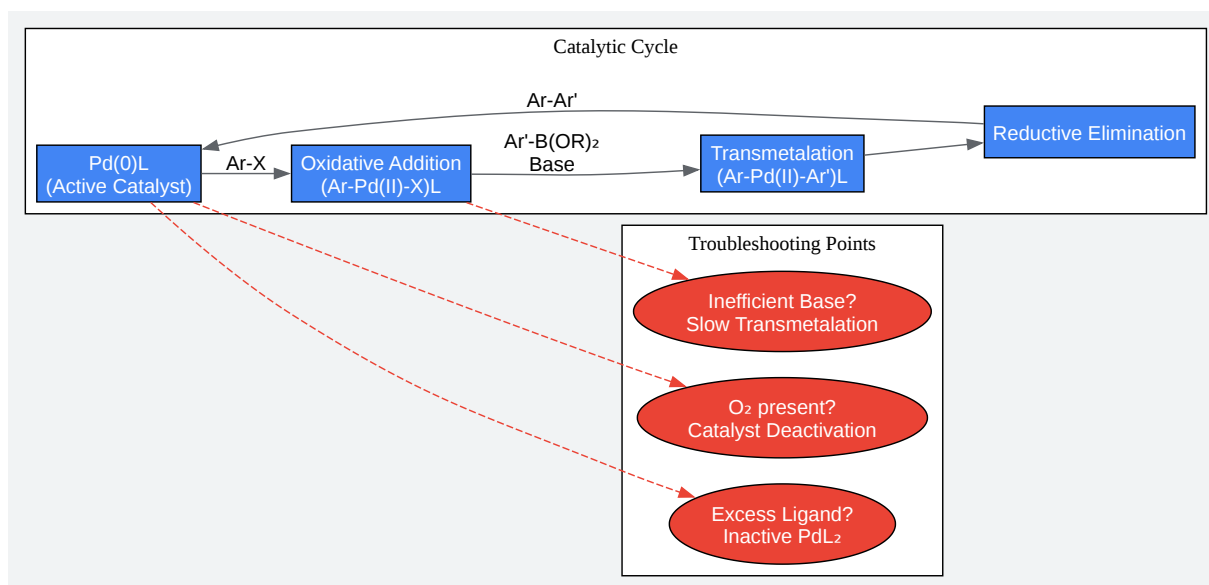 Catalytic Cycle
Ar-Ar'
Pd(0)L
(Active Catalyst)
Ar-X
Oxidative Addition
(Ar-Pd(II)-X)L
Ar'-B(OR)₂
Base
Transmetalation
(Ar-Pd(II)-Ar')L
Reductive Elimination
Troubleshooting Points
Inefficient Base?
Slow Transmetalation
O₂ present?
Catalyst Deactivation
Excess Ligand?
Inactive PdL₂